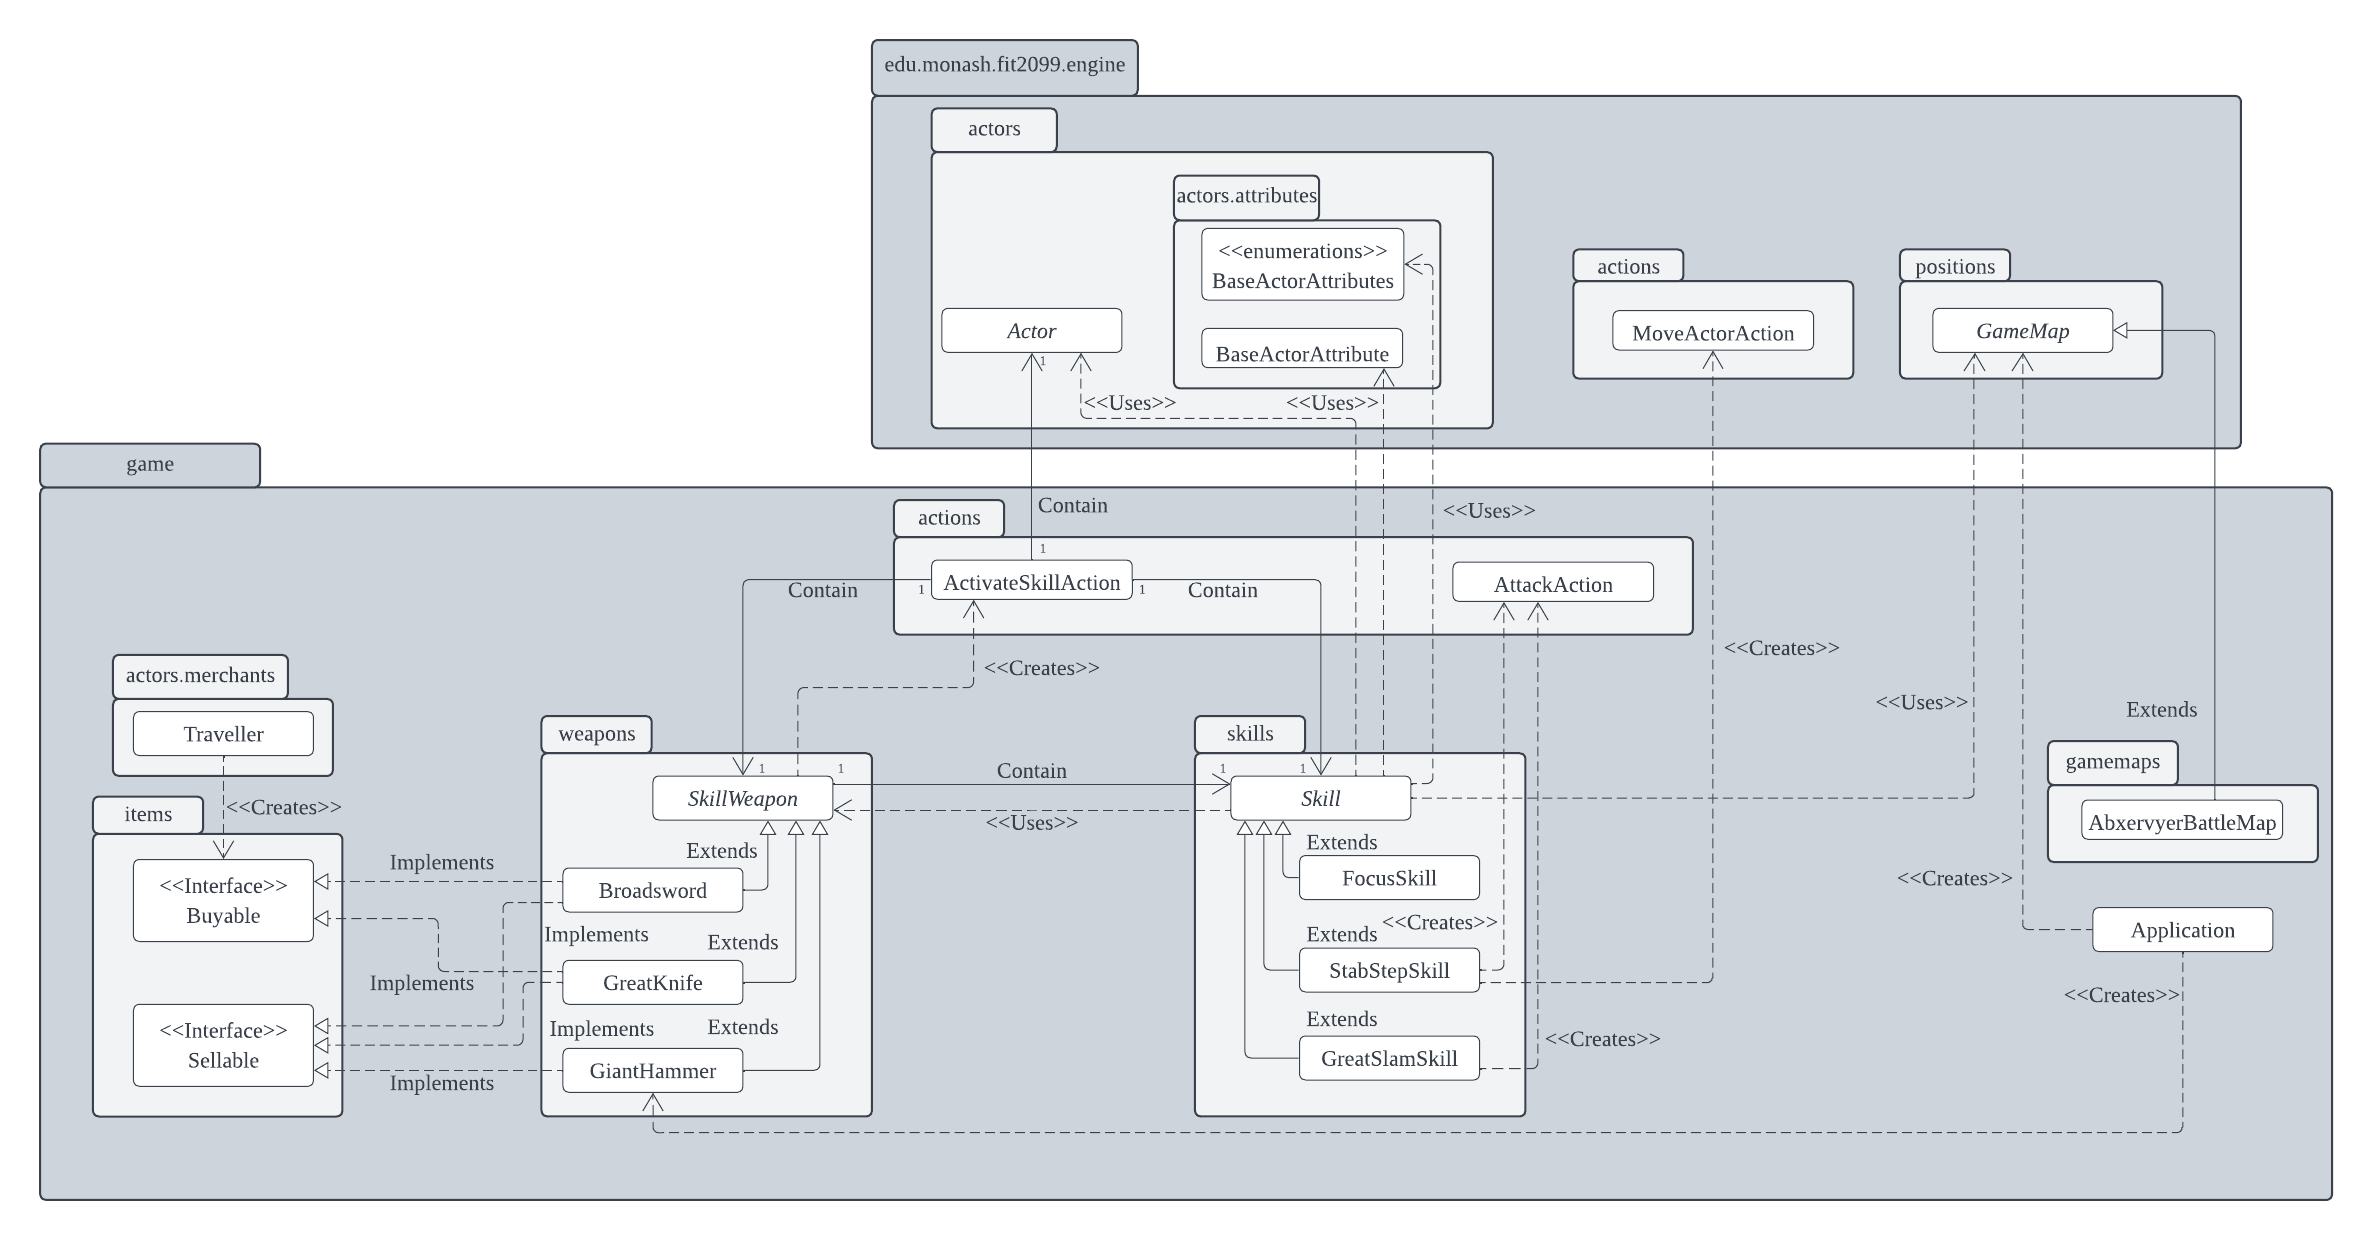 edu.monash.fit2099.engine
actors
actors.attributes
<<enumerations>>
BaseActorAttributes
actions
positions
Actor
BaseActorAttribute
MoveActorAction
GameMap
1
<<Uses>>
<<Uses>>
game
actions
Contain
<<Uses>>
1
ActivateSkillAction
AttackAction
Contain
1
1
Contain
<<Creates>>
<<Creates>>
actors.merchants
<<Uses>>
Extends
Traveller
weapons
skills
gamemaps
1
1
Contain
1
1
SkillWeapon
Skill
<<Creates>>
items
<<Uses>>
AbxervyerBattleMap
Extends
Extends
Implements
Broadsword
FocusSkill
<<Creates>>
<<Interface>>
Buyable
<<Creates>>
Application
Implements
Extends
Extends
GreatKnife
StabStepSkill
Implements
<<Creates>>
Implements
Extends
Extends
<<Interface>>
Sellable
<<Creates>>
GiantHammer
GreatSlamSkill
Implements